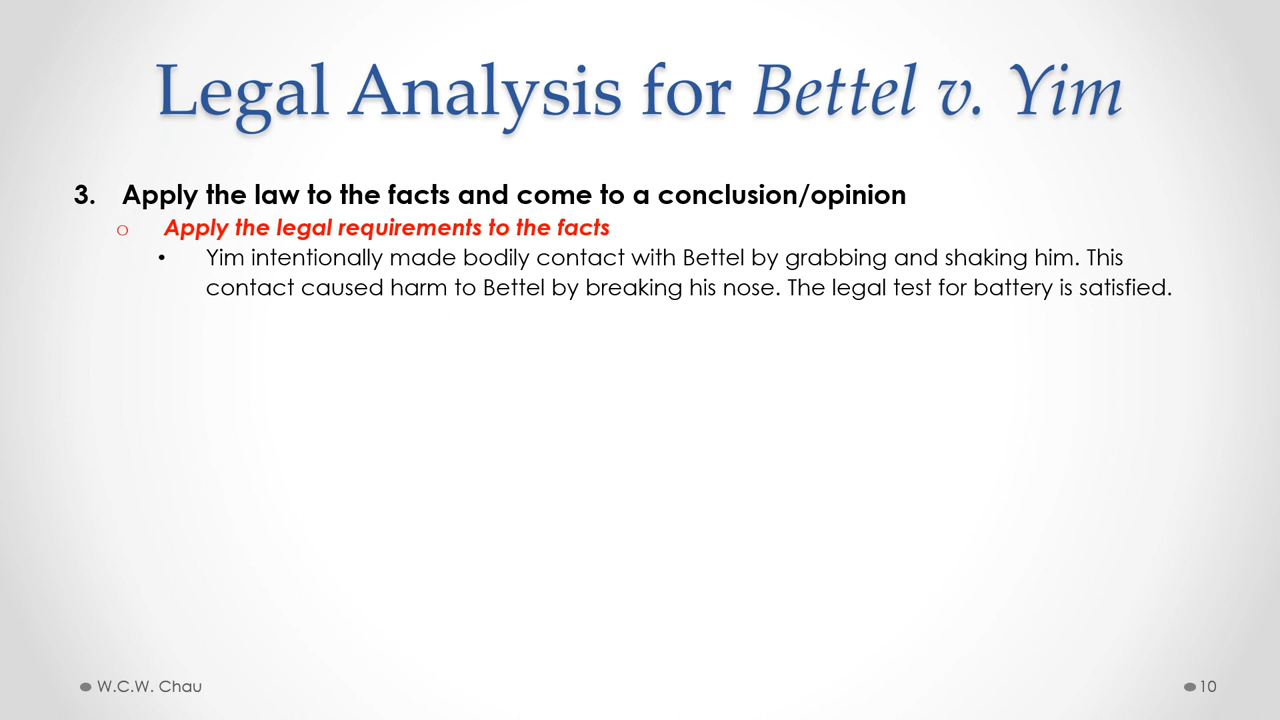 Legal Analysis for Bettel v. Yim
3. Apply the law to the facts and come to a conclusion/opinion
o Apply the legal requirements to the facts
• Yim intentionally made bodily contact with Bettel by grabbing and shaking him. This
contact caused harm to Bettel by breaking his nose. The legal test for battery is satisfied.
W.C.W. Chau
10